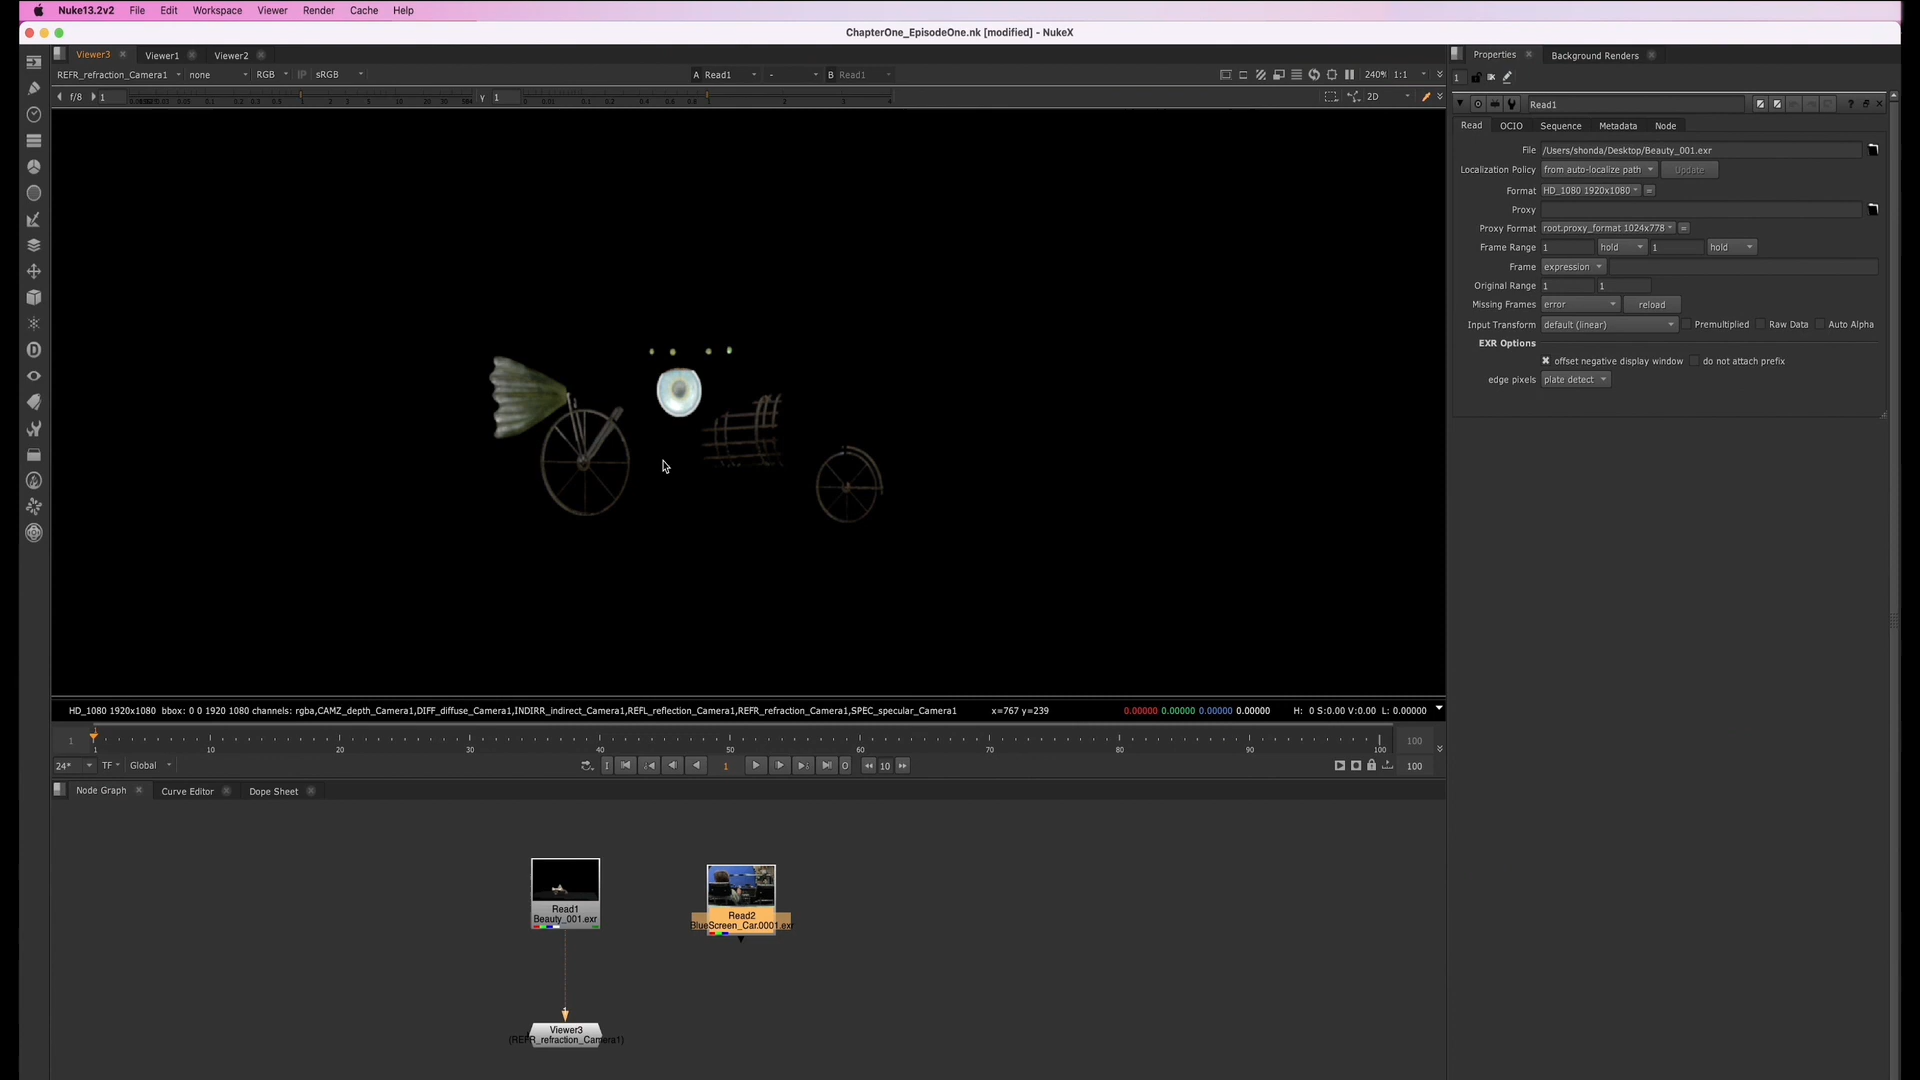 Nuke13.2v2 File Edit Workspace Viewer Render Cache Help
ChapterOne_EpisodeOne.nk [modified] - NukeX
Viewer3 Viewer1 Viewer2
REFR_refraction_Camera1 none RGB IP sRGB A Read1 - B Read1 240% 1:1
f/8 1 Y 1 2D
HD_1080 1920x1080 bbox: 0 0 1920 1080 channels: rgba,CAMZ_depth_Camera1,DIFF_diffuse_Camera1,INDIRR_indirect_Camera1,REFL_reflection_Camera1,REFR_refraction_Camera1,SPEC_specular_Camera1 x=767 y=239 0.00000 0.00000 0.00000 0.00000 H: 0 S:0.00 V:0.00 L: 0.00000
1 1 10 20 30 40 50 60 70 80 90 100 100
24* TF Global I 1 O 10 100
Node Graph Curve Editor Dope Sheet
Read1
Beauty_001.exr
Read2
BlueScreen_Car.0001.exr
Viewer3
(REFR_refraction_Camera1)
Properties Background Renders
1
Read1
Read OCIO Sequence Metadata Node
File /Users/shonda/Desktop/Beauty_001.exr
Localization Policy from auto-localize path Update
Format HD_1080 1920x1080 =
Proxy
Proxy Format root.proxy_format 1024x778 =
Frame Range 1 hold 1 hold
Frame expression
Original Range 1 1
Missing Frames error reload
Input Transform default (linear) Premultiplied Raw Data Auto Alpha
EXR Options
offset negative display window do not attach prefix
edge pixels plate detect